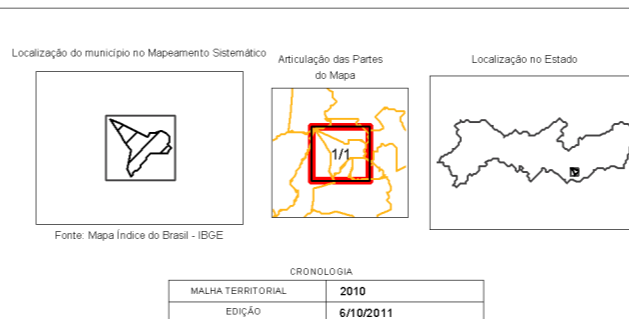 Localização do município no Mapeamento Sistemático
Articulação das Partes
do Mapa
Localização no Estado
1/1
Fonte: Mapa Índice do Brasil - IBGE
CRONOLOGIA
MALHA TERRITORIAL 2010
EDIÇÃO 6/10/2011